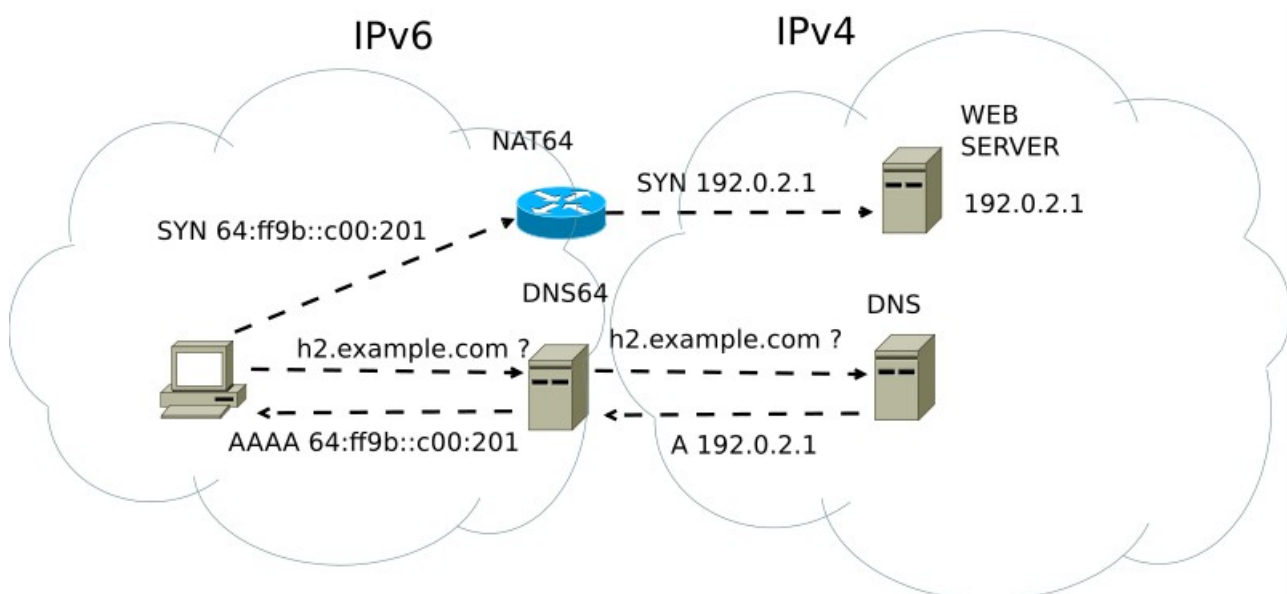 IPv6
IPv4
NAT64
WEB
SERVER
SYN 192.0.2.1
192.0.2.1
SYN 64:ff9b::c00:201
DNS64
DNS
h2.example.com ?
h2.example.com ?
AAAA 64:ff9b::c00:201
A 192.0.2.1